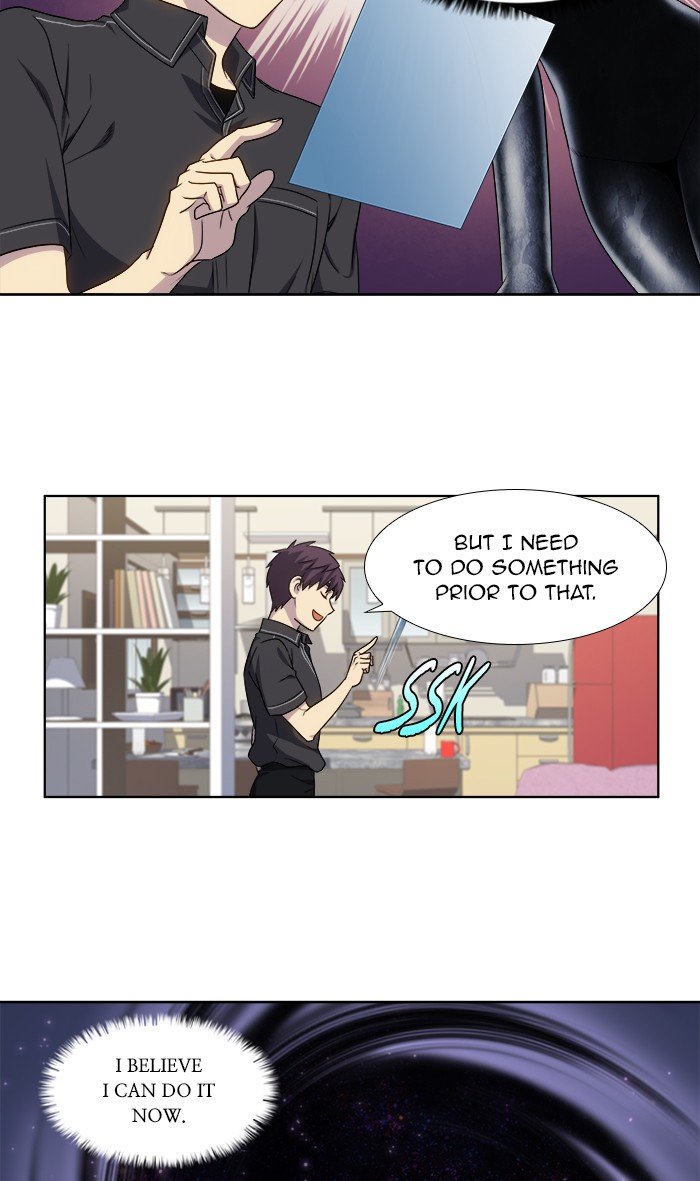 BUT I NEED
TO DO SOMETHING
PRIOR TO THAT.
SSK
I BELIEVE
I CAN DO IT
NOW.